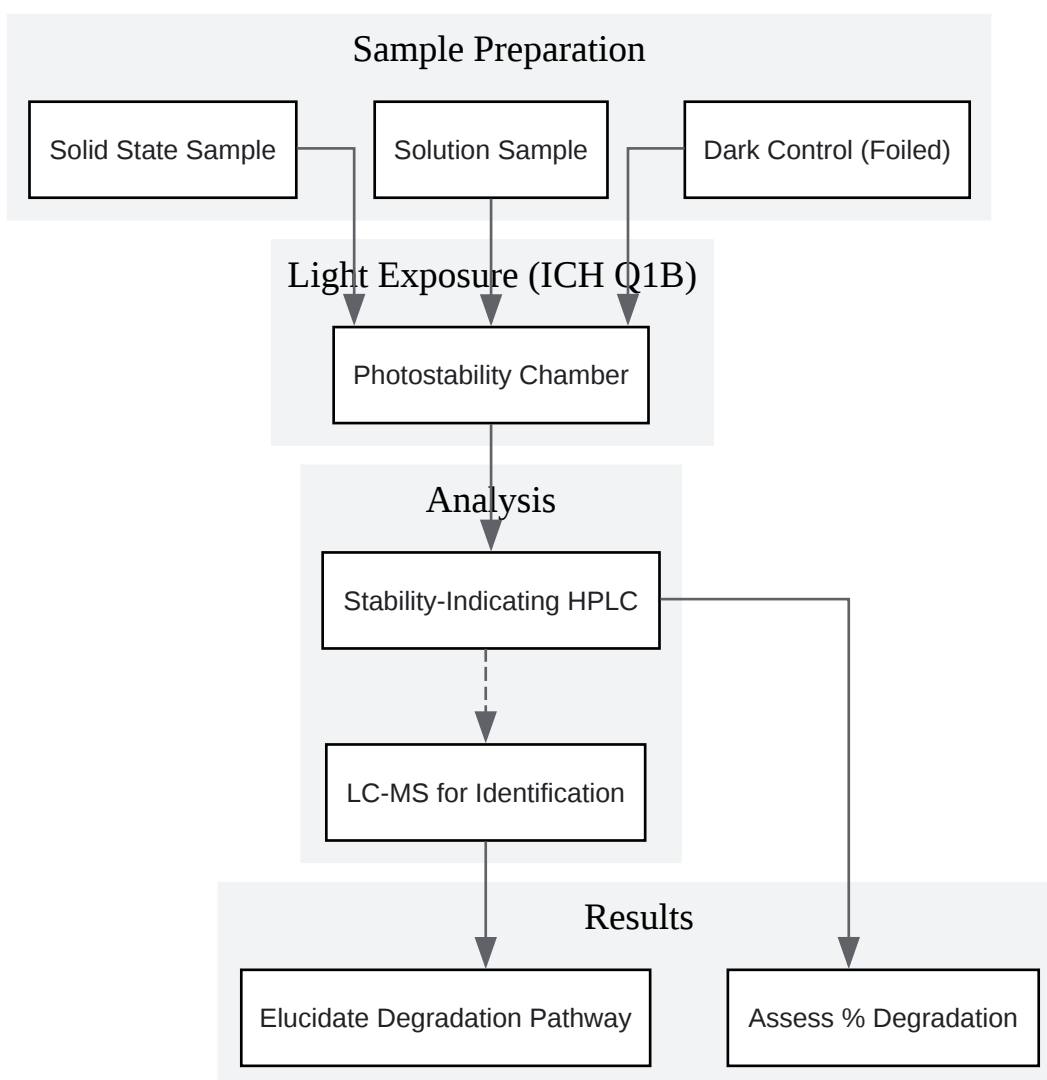 Sample Preparation
Solid State Sample
Solution Sample
Dark Control (Foiled)
Light Exposure (ICH Q1B)
Photostability Chamber
Analysis
Stability-Indicating HPLC
LC-MS for Identification
Results
Elucidate Degradation Pathway
Assess % Degradation